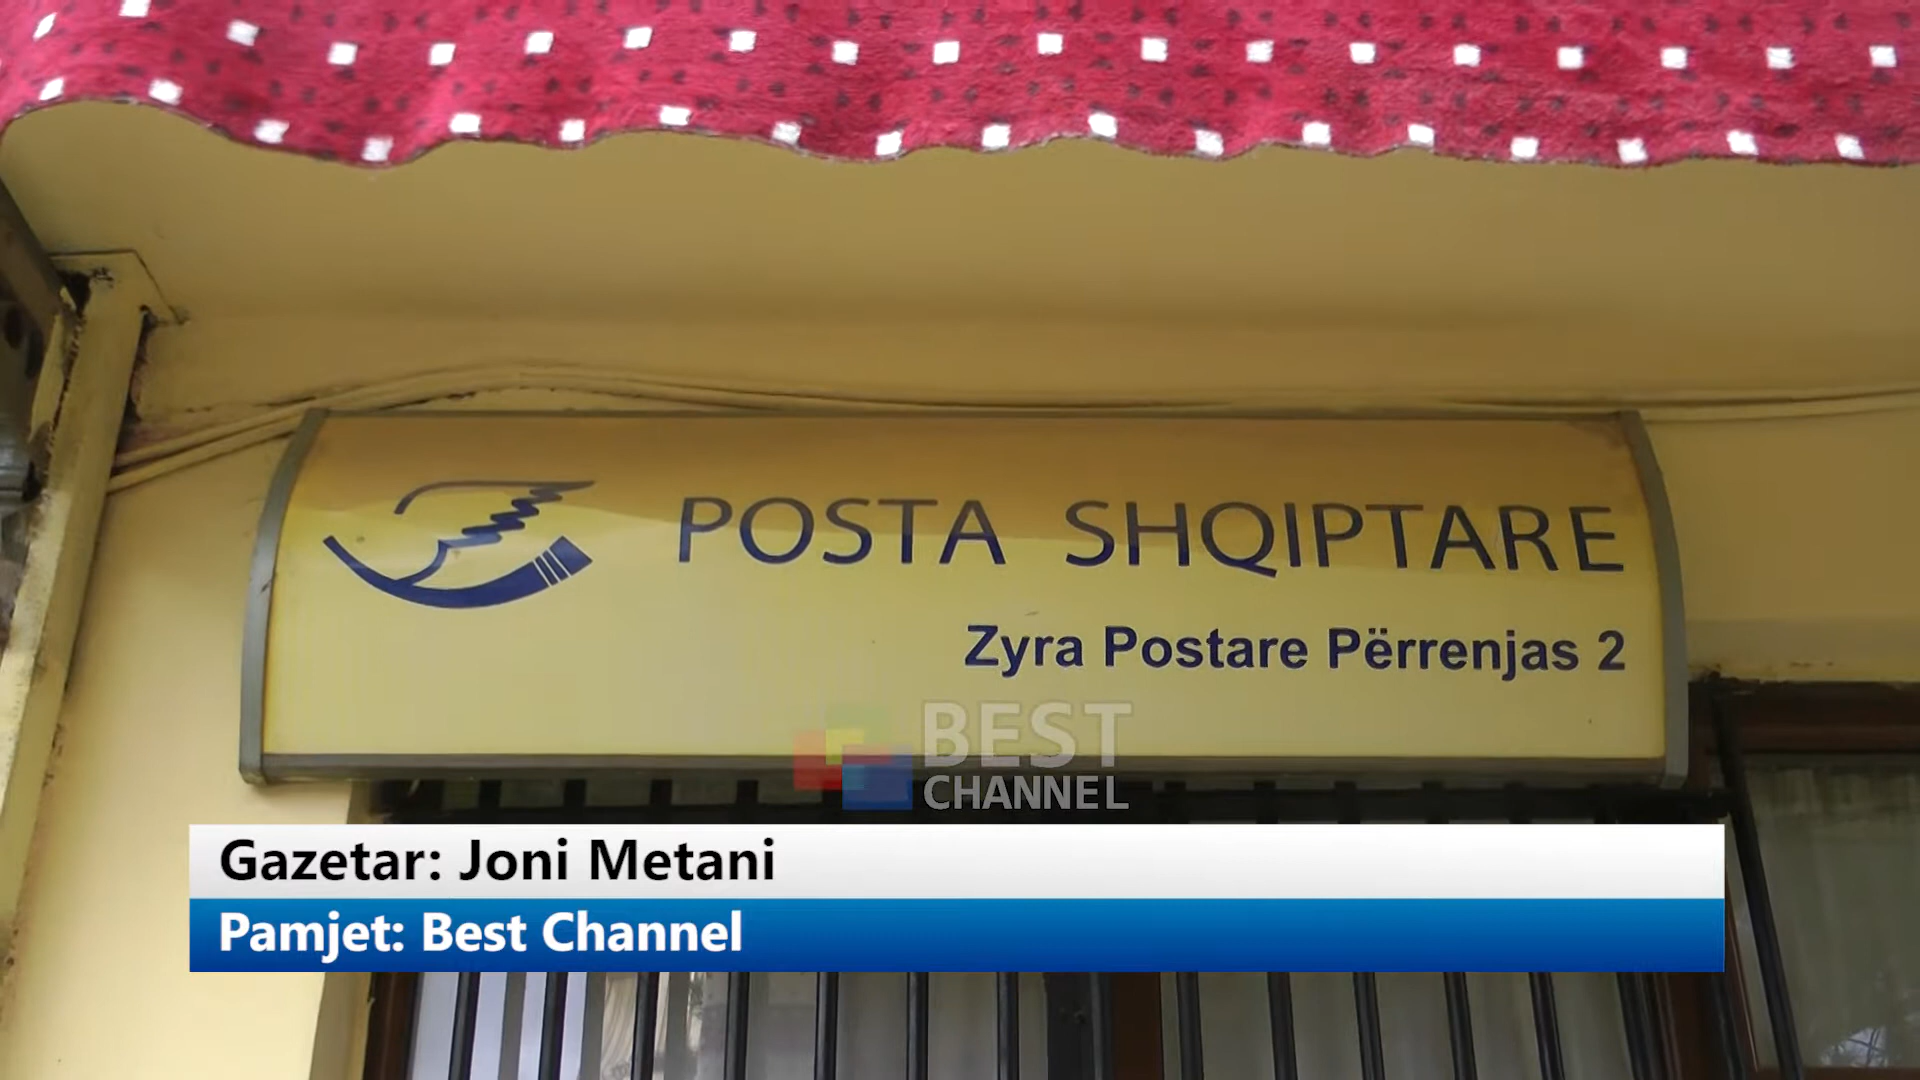 POSTA SHQIPTARE
Zyra Postare Përrenjas 2
BEST
CHANNEL
Gazetar: Joni Metani
Pamjet: Best Channel